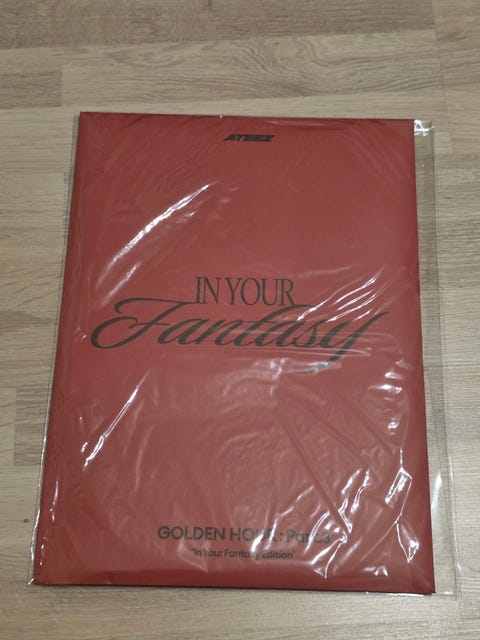 ATEEZ
IN YOUR
Fantasy
GOLDEN HOUR : Part.3
'In Your Fantasy Edition'